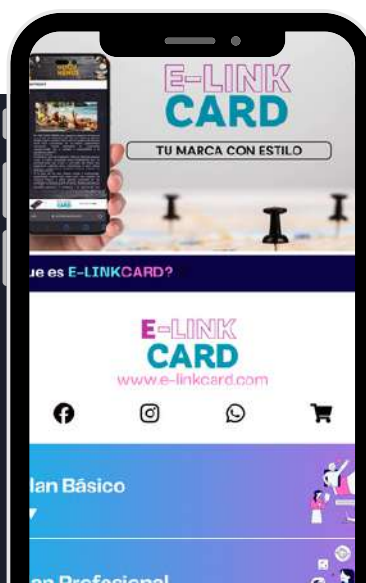 E-LINK
CARD
TU MARCA CON ESTILO
ue es E-LINKCARD?
E-LINK
CARD
www.e-linkcard.com
lan Básico
an Profesional